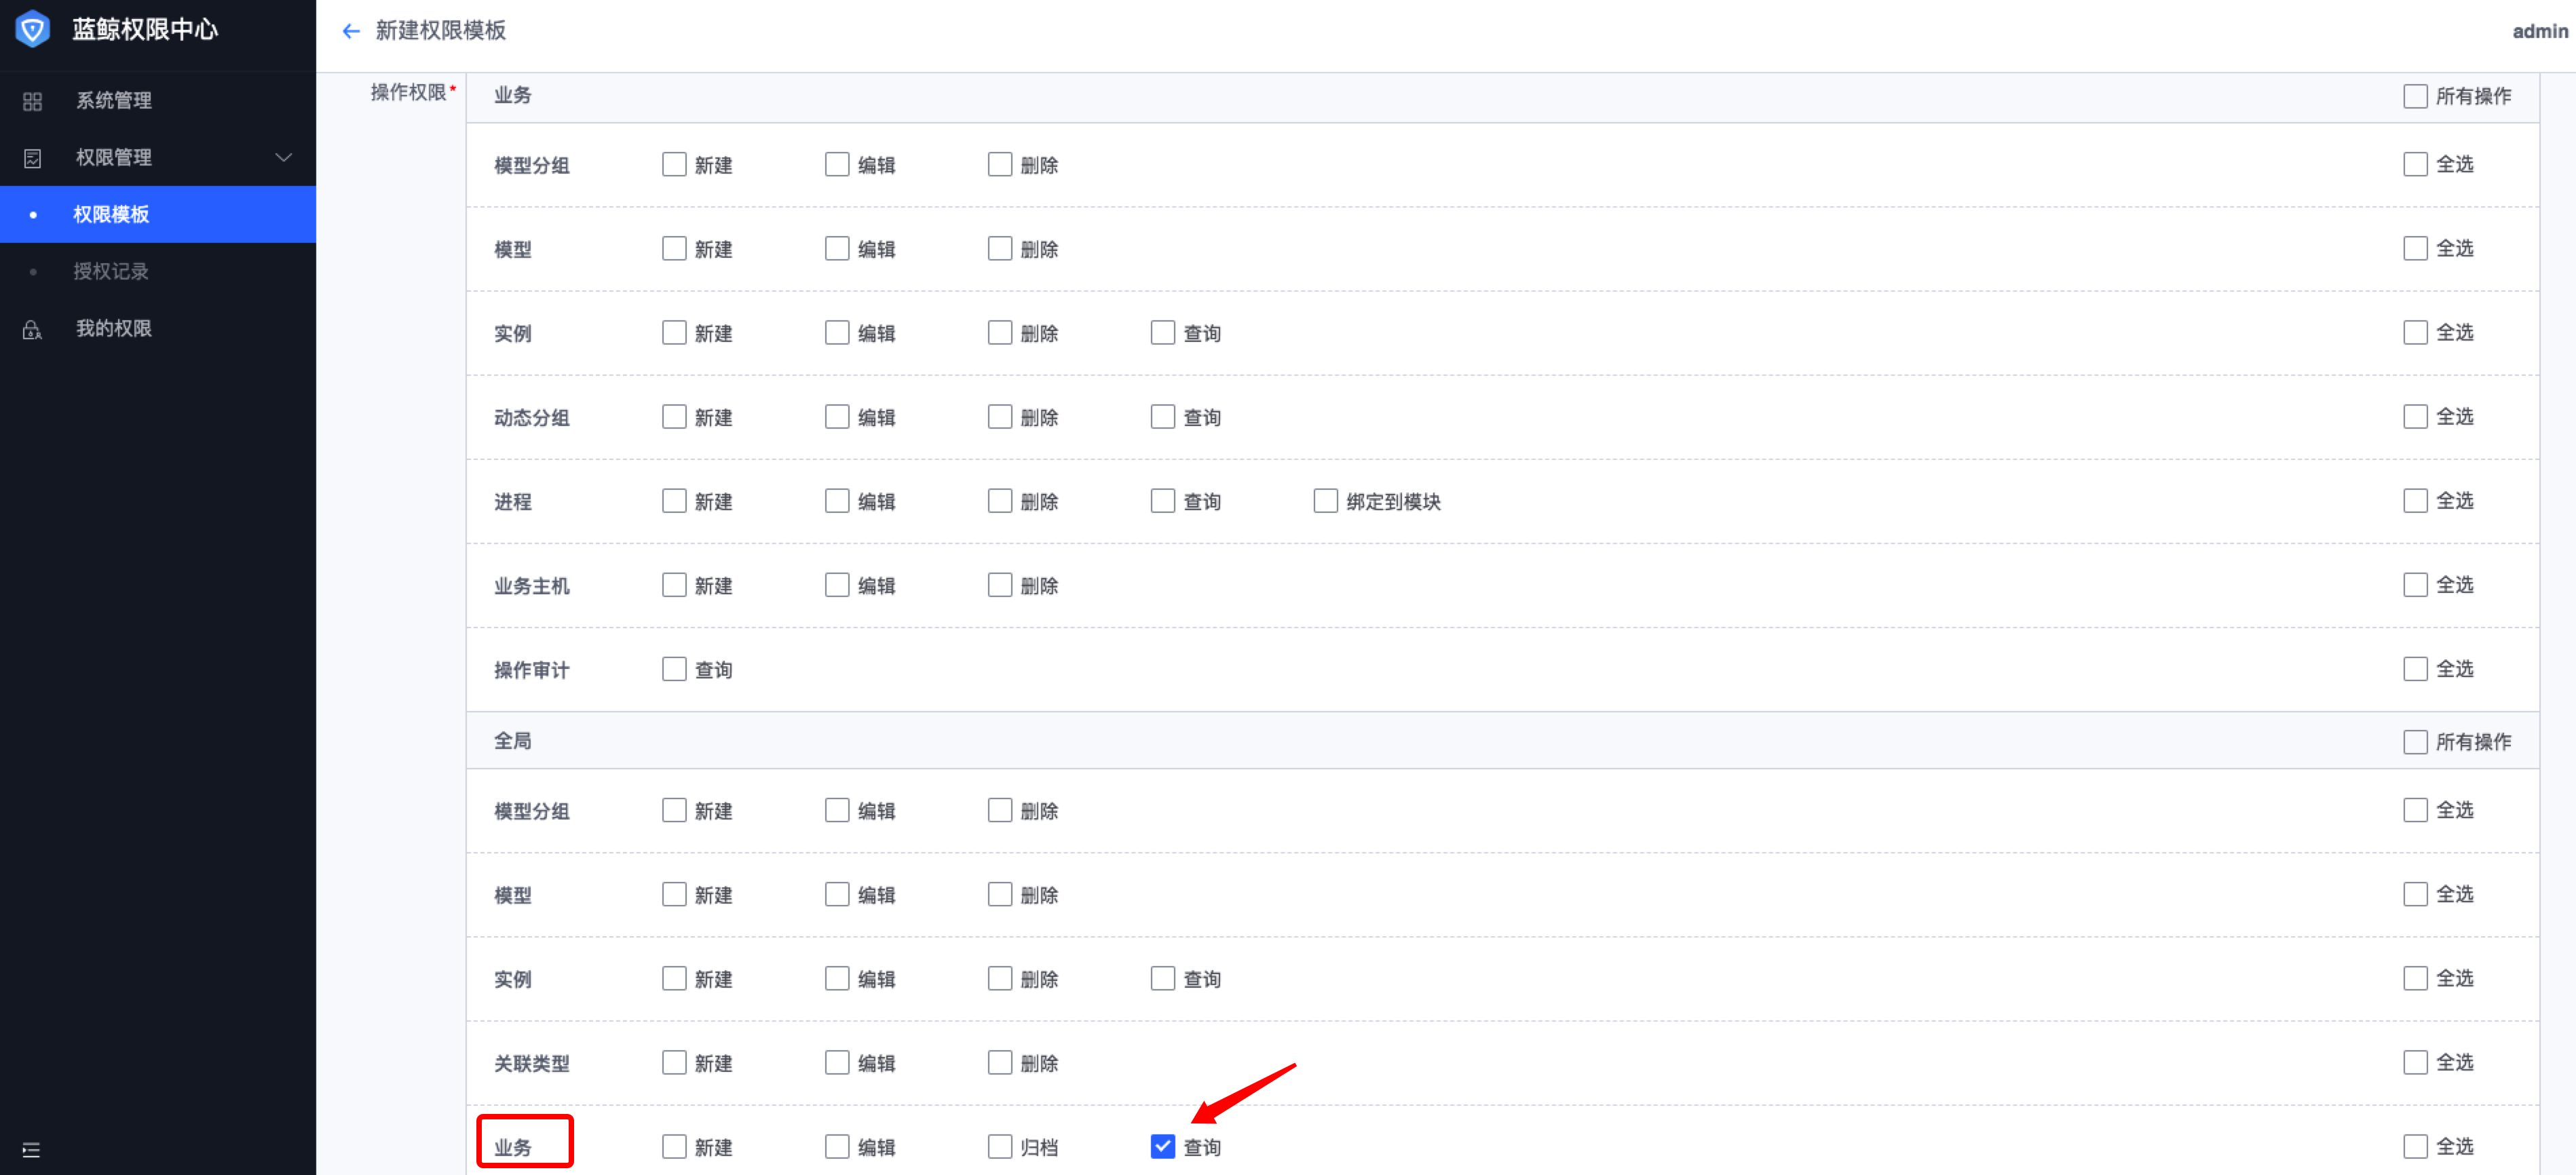 蓝鲸权限中心
新建权限模板
admin
系统管理
权限管理
权限模板
授权记录
我的权限
操作权限*
业务 所有操作
模型分组 新建 编辑 删除 全选
模型 新建 编辑 删除 全选
实例 新建 编辑 删除 查询 全选
动态分组 新建 编辑 删除 查询 全选
进程 新建 编辑 删除 查询 绑定到模块 全选
业务主机 新建 编辑 删除 全选
操作审计 查询 全选
全局 所有操作
模型分组 新建 编辑 删除 全选
模型 新建 编辑 删除 全选
实例 新建 编辑 删除 查询 全选
关联类型 新建 编辑 删除 全选
业务 新建 编辑 归档 查询 全选